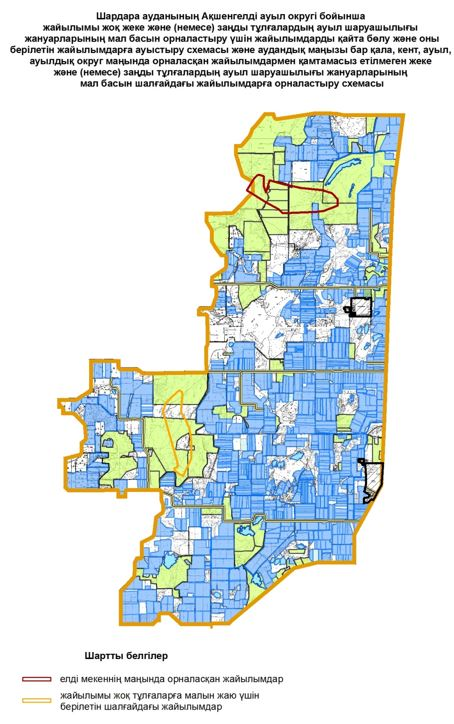 Шардара ауданының Ақшенгелді ауыл округі бойынша
жайылымы жоқ жеке және (немесе) заңды тұлғалардың ауыл шаруашылығы
жануарларының мал басын орналастыру үшін жайылымдарды қайта бөлу және оны
берілетін жайылымдарға ауыстыру схемасы және аудандық маңызы бар қала, кент, ауыл,
ауылдық округ маңында орналасқан жайылымдармен қамтамасыз етілмеген жеке
және (немесе) заңды тұлғалардың ауыл шаруашылығы жануарларының
мал басын шалғайдағы жайылымдарға орналастыру схемасы
Шартты белгілер
елді мекеннің маңында орналасқан жайылымдар
жайылымы жоқ тұлғаларға малын жаю үшін
берілетін шалғайдағы жайылымдар